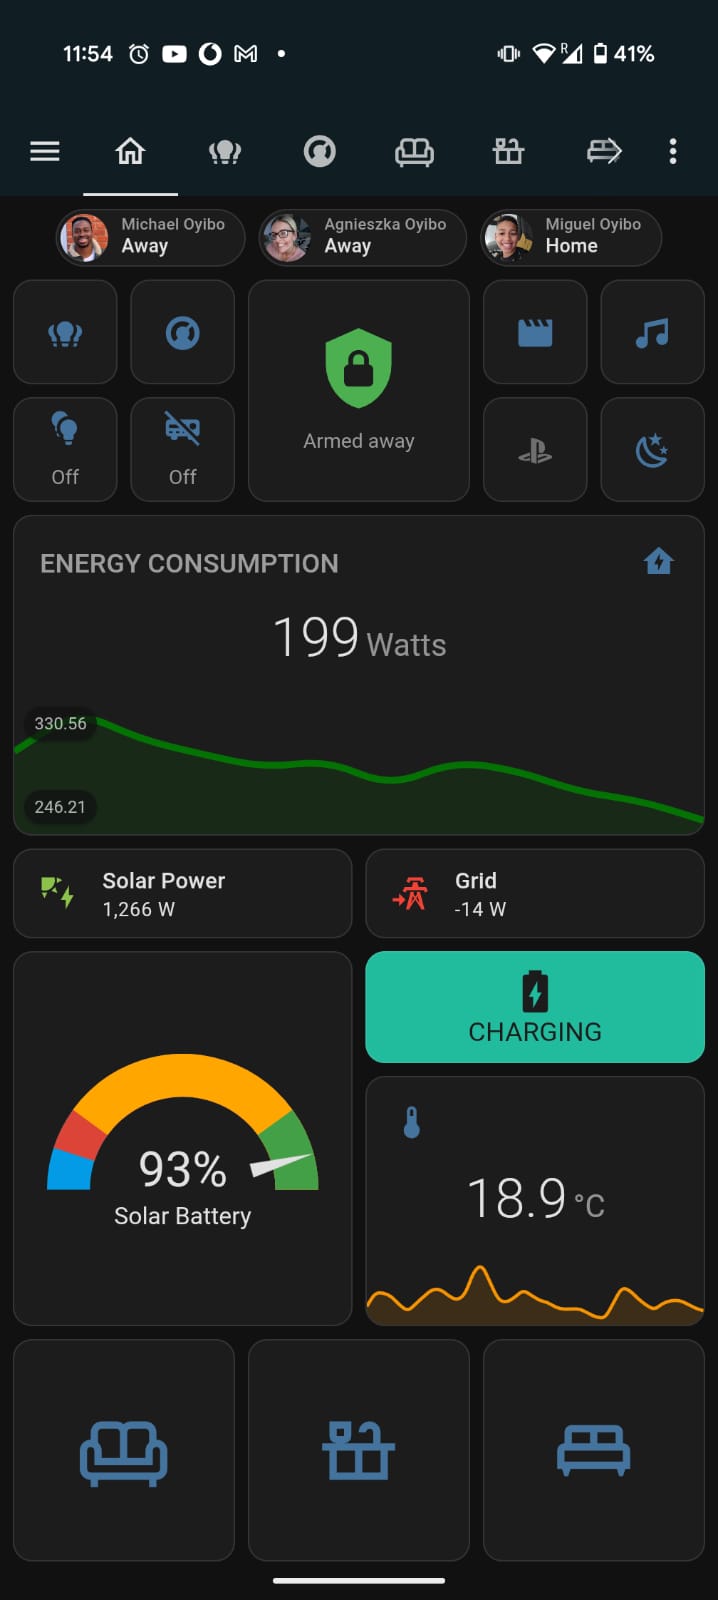 11:54
41%
Michael Oyibo
Away
Agnieszka Oyibo
Away
Miguel Oyibo
Home
Armed away
Off
Off
ENERGY CONSUMPTION
199 Watts
330.56
246.21
Solar Power
1,266 W
Grid
-14 W
CHARGING
93%
Solar Battery
18.9 °C